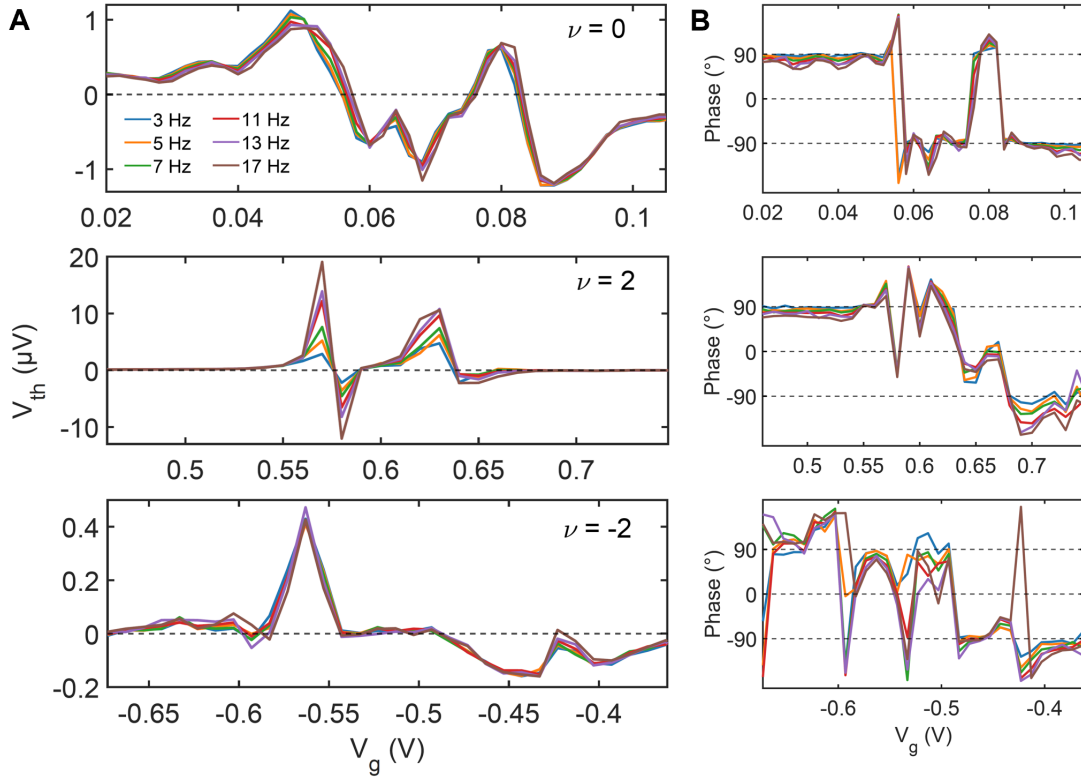 A
B
1
0
-1
ν = 0
3 Hz
5 Hz
7 Hz
11 Hz
13 Hz
17 Hz
0.02
0.04
0.06
0.08
0.1
Phase (°)
90
0
-90
0.02
0.04
0.06
0.08
0.1
V_th (µV)
20
10
0
-10
ν = 2
0.5
0.55
0.6
0.65
0.7
Phase (°)
90
0
-90
0.5
0.55
0.6
0.65
0.7
0.4
0.2
0
-0.2
ν = -2
-0.65
-0.6
-0.55
-0.5
-0.45
-0.4
V_g (V)
Phase (°)
90
0
-90
-0.6
-0.5
-0.4
V_g (V)